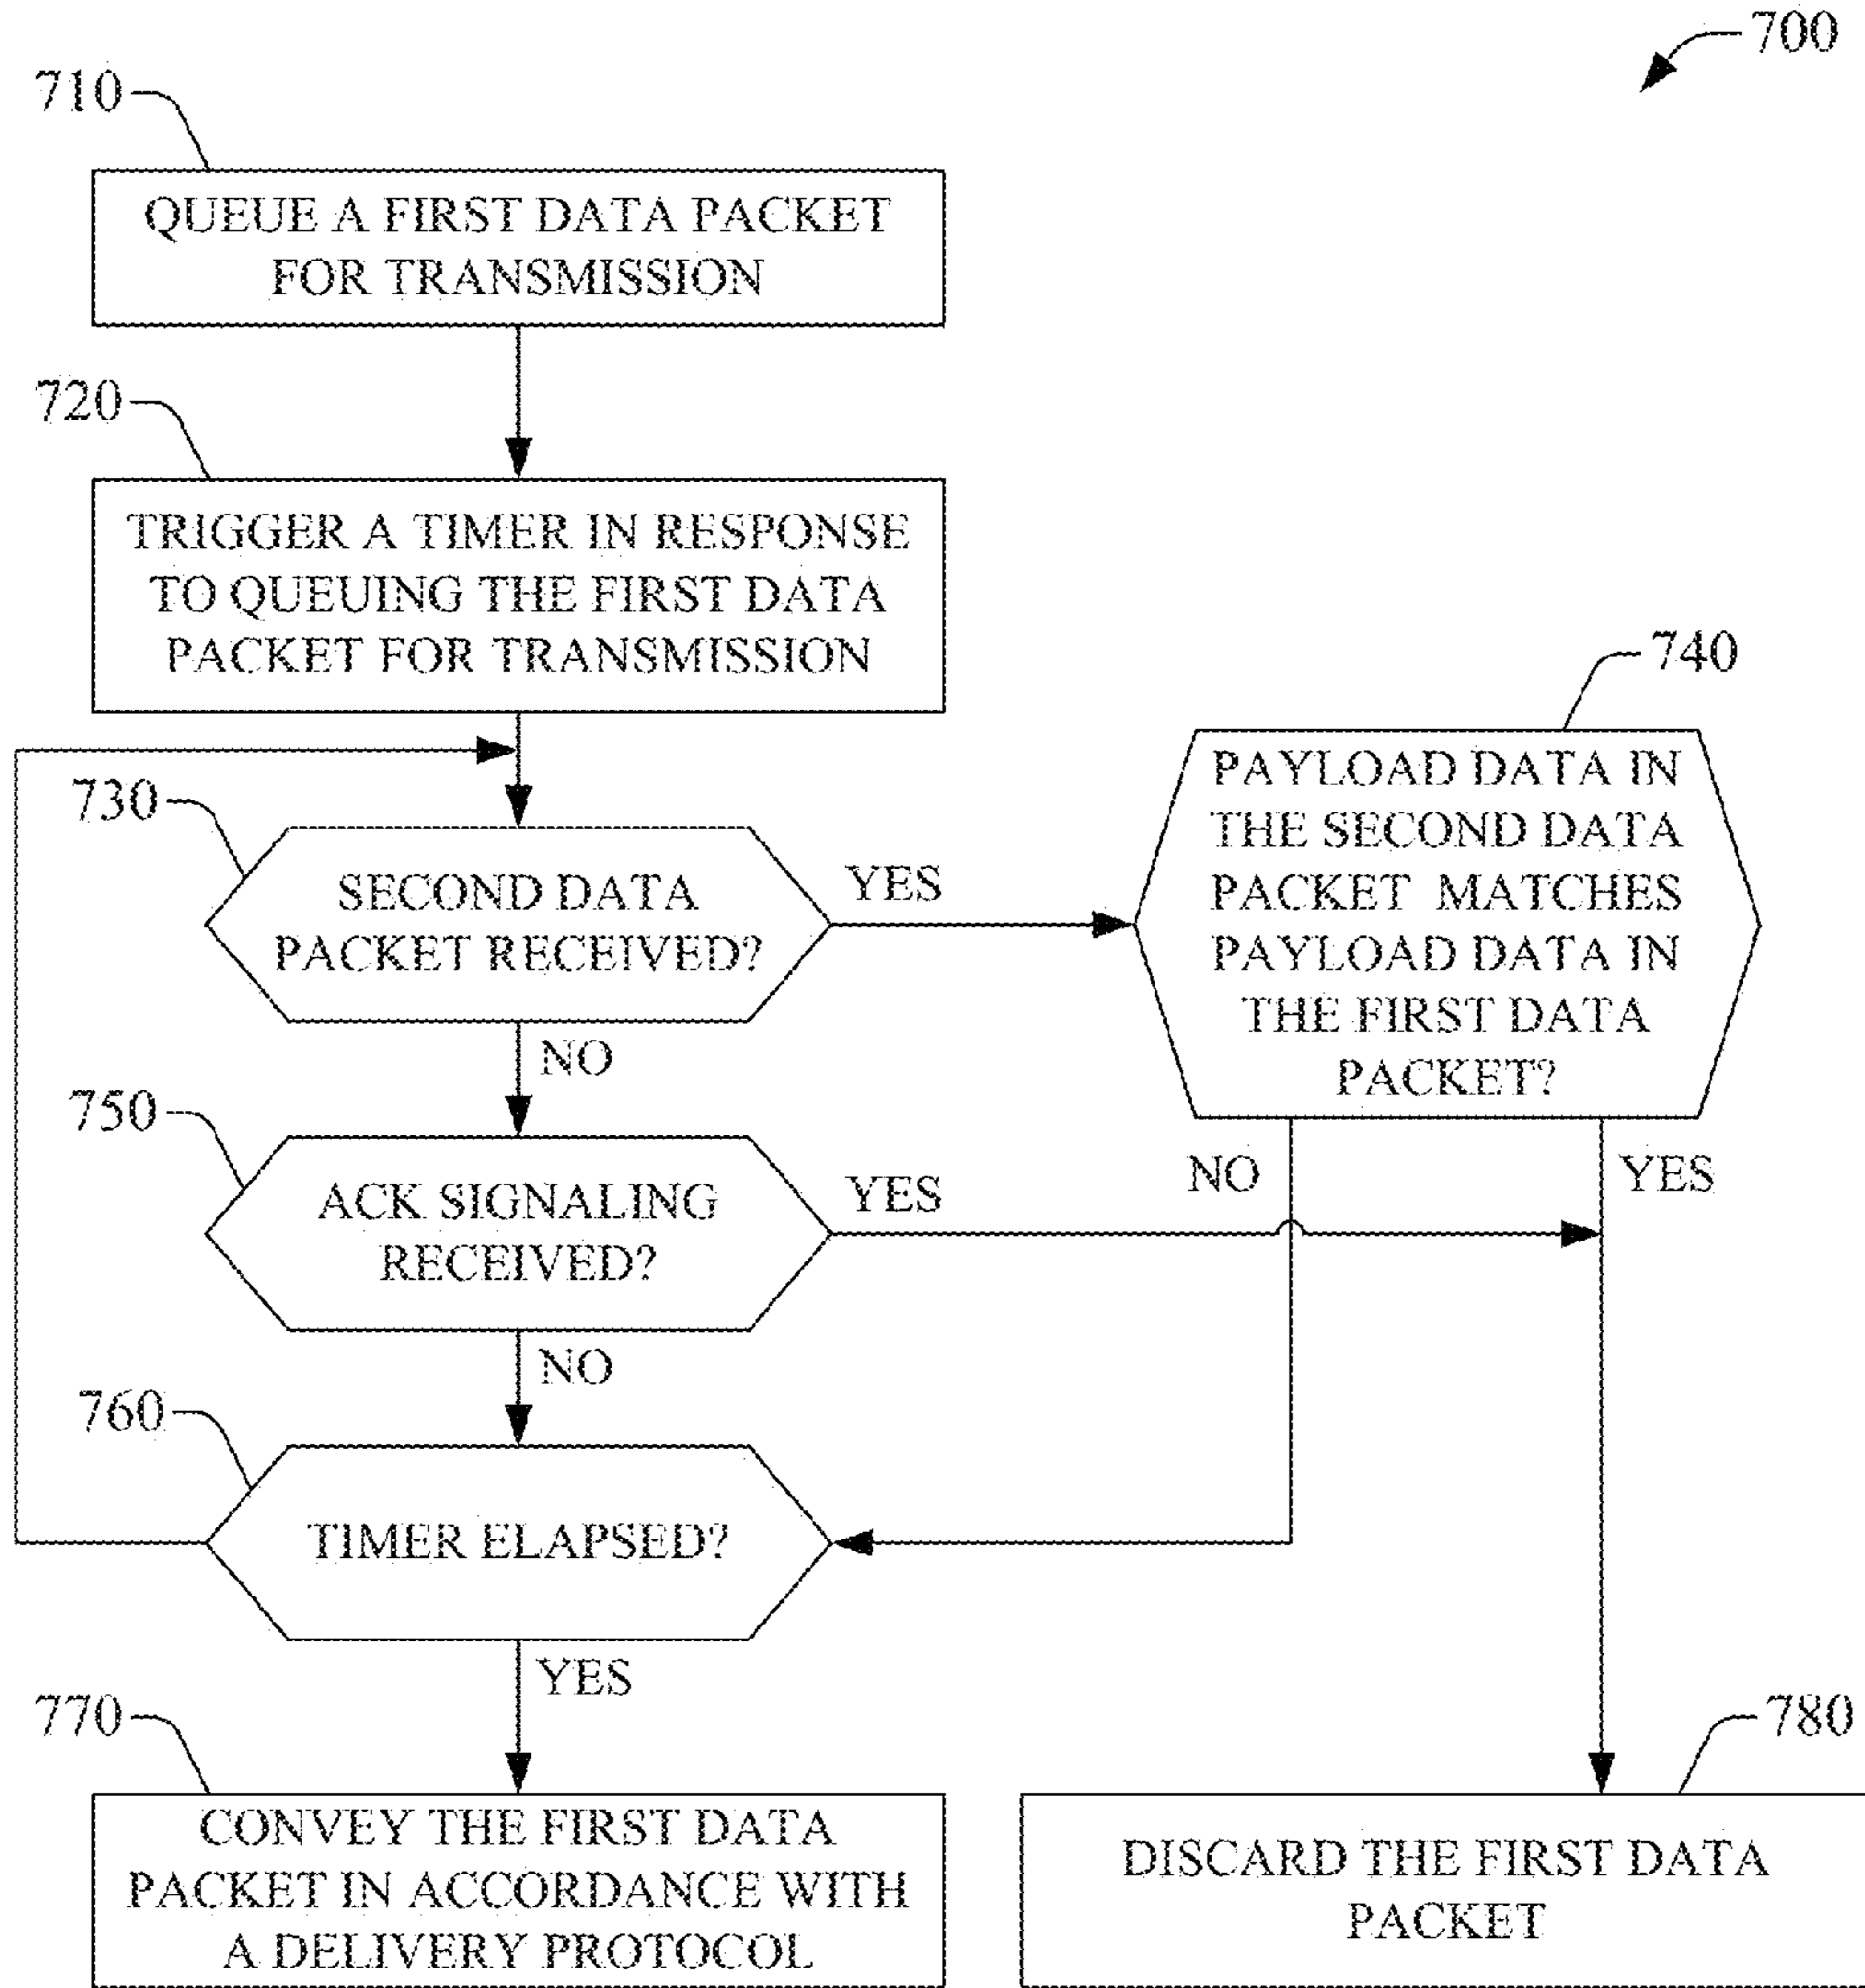 700
710
QUEUE A FIRST DATA PACKET
FOR TRANSMISSION
720
TRIGGER A TIMER IN RESPONSE
TO QUEUING THE FIRST DATA
PACKET FOR TRANSMISSION
730
SECOND DATA
PACKET RECEIVED?
YES
NO
740
PAYLOAD DATA IN
THE SECOND DATA
PACKET MATCHES
PAYLOAD DATA IN
THE FIRST DATA
PACKET?
NO
YES
750
ACK SIGNALING
RECEIVED?
YES
NO
760
TIMER ELAPSED?
YES
770
CONVEY THE FIRST DATA
PACKET IN ACCORDANCE WITH
A DELIVERY PROTOCOL
780
DISCARD THE FIRST DATA
PACKET